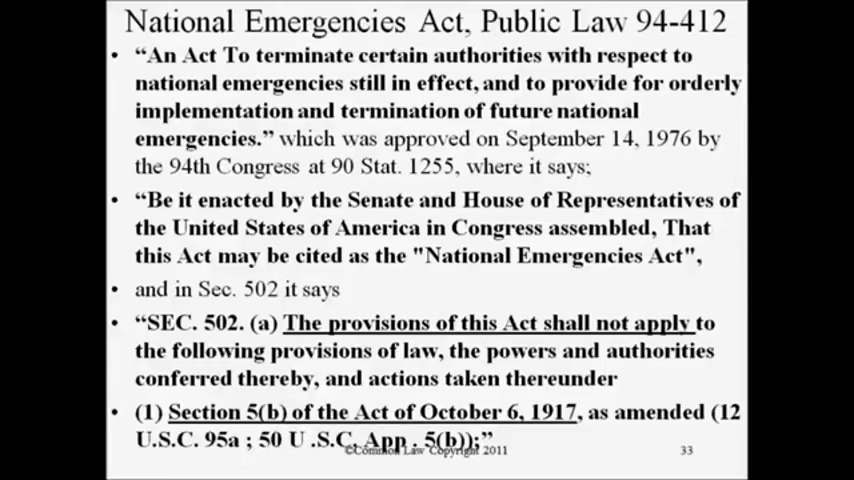 National Emergencies Act, Public Law 94-412
• “An Act To terminate certain authorities with respect to
national emergencies still in effect, and to provide for orderly
implementation and termination of future national
emergencies.” which was approved on September 14, 1976 by
the 94th Congress at 90 Stat. 1255, where it says;
• “Be it enacted by the Senate and House of Representatives of
the United States of America in Congress assembled, That
this Act may be cited as the "National Emergencies Act",
• and in Sec. 502 it says
• “SEC. 502. (a) The provisions of this Act shall not apply to
the following provisions of law, the powers and authorities
conferred thereby, and actions taken thereunder
• (1) Section 5(b) of the Act of October 6, 1917, as amended (12
U.S.C. 95a ; 50 U .S.C. App . 5(b));”
©Common Law Copyright 2011
33